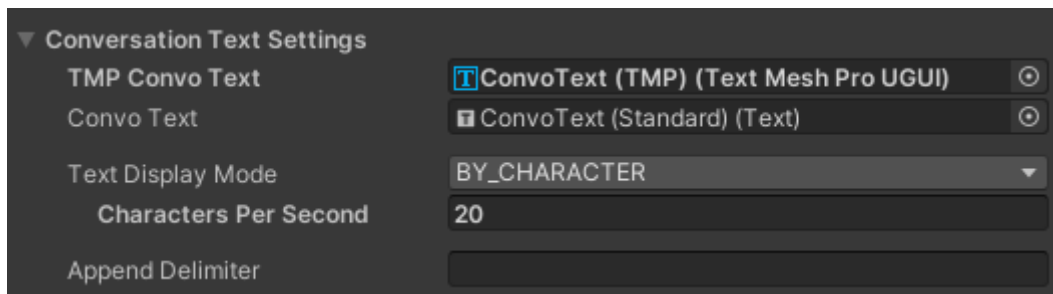 Conversation Text Settings
TMP Convo Text ConvoText (TMP) (Text Mesh Pro UGUI)
Convo Text ConvoText (Standard) (Text)
Text Display Mode BY_CHARACTER
Characters Per Second 20
Append Delimiter